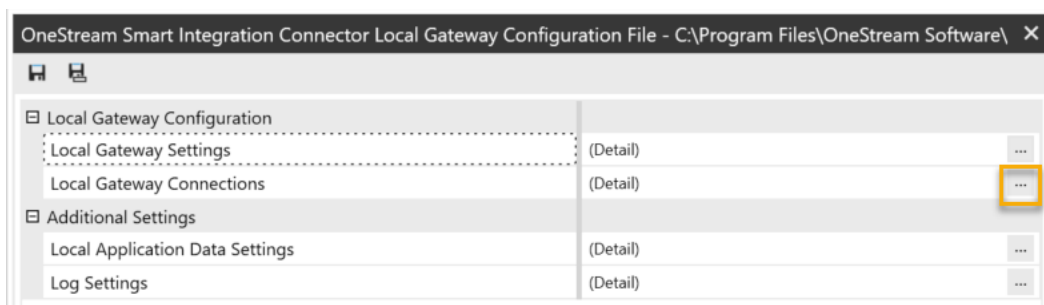 OneStream Smart Integration Connector Local Gateway Configuration File - C:\Program Files\OneStream Software\
Local Gateway Configuration
Local Gateway Settings (Detail) ...
Local Gateway Connections (Detail) ...
Additional Settings
Local Application Data Settings (Detail) ...
Log Settings (Detail) ...